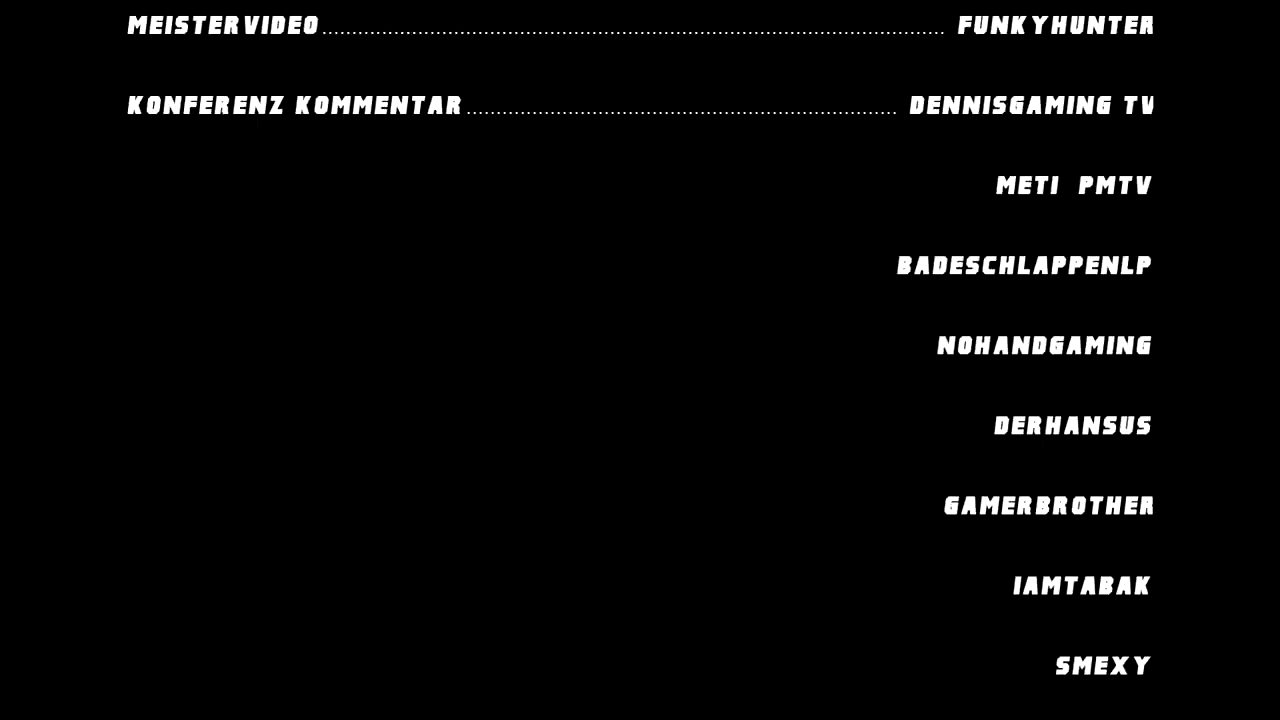 MEISTERVIDEO........................................................................................................ FUNKYHUNTER
KONFERENZ KOMMENTAR........................................................................ DENNISGAMING TV
METI  PMTV
BADESCHLAPPENLP
NOHANDGAMING
DERHANSUS
GAMERBROTHER
IAMTABAK
SMEXY